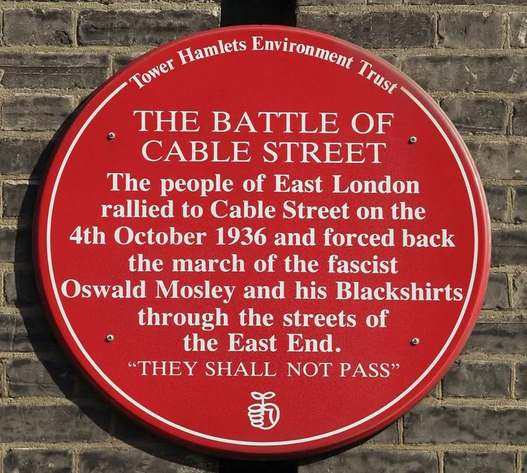 Tower Hamlets Environment Trust
THE BATTLE OF
CABLE STREET
The people of East London
rallied to Cable Street on the
4th October 1936 and forced back
the march of the fascist
Oswald Mosley and his Blackshirts
through the streets of
the East End.
“THEY SHALL NOT PASS”